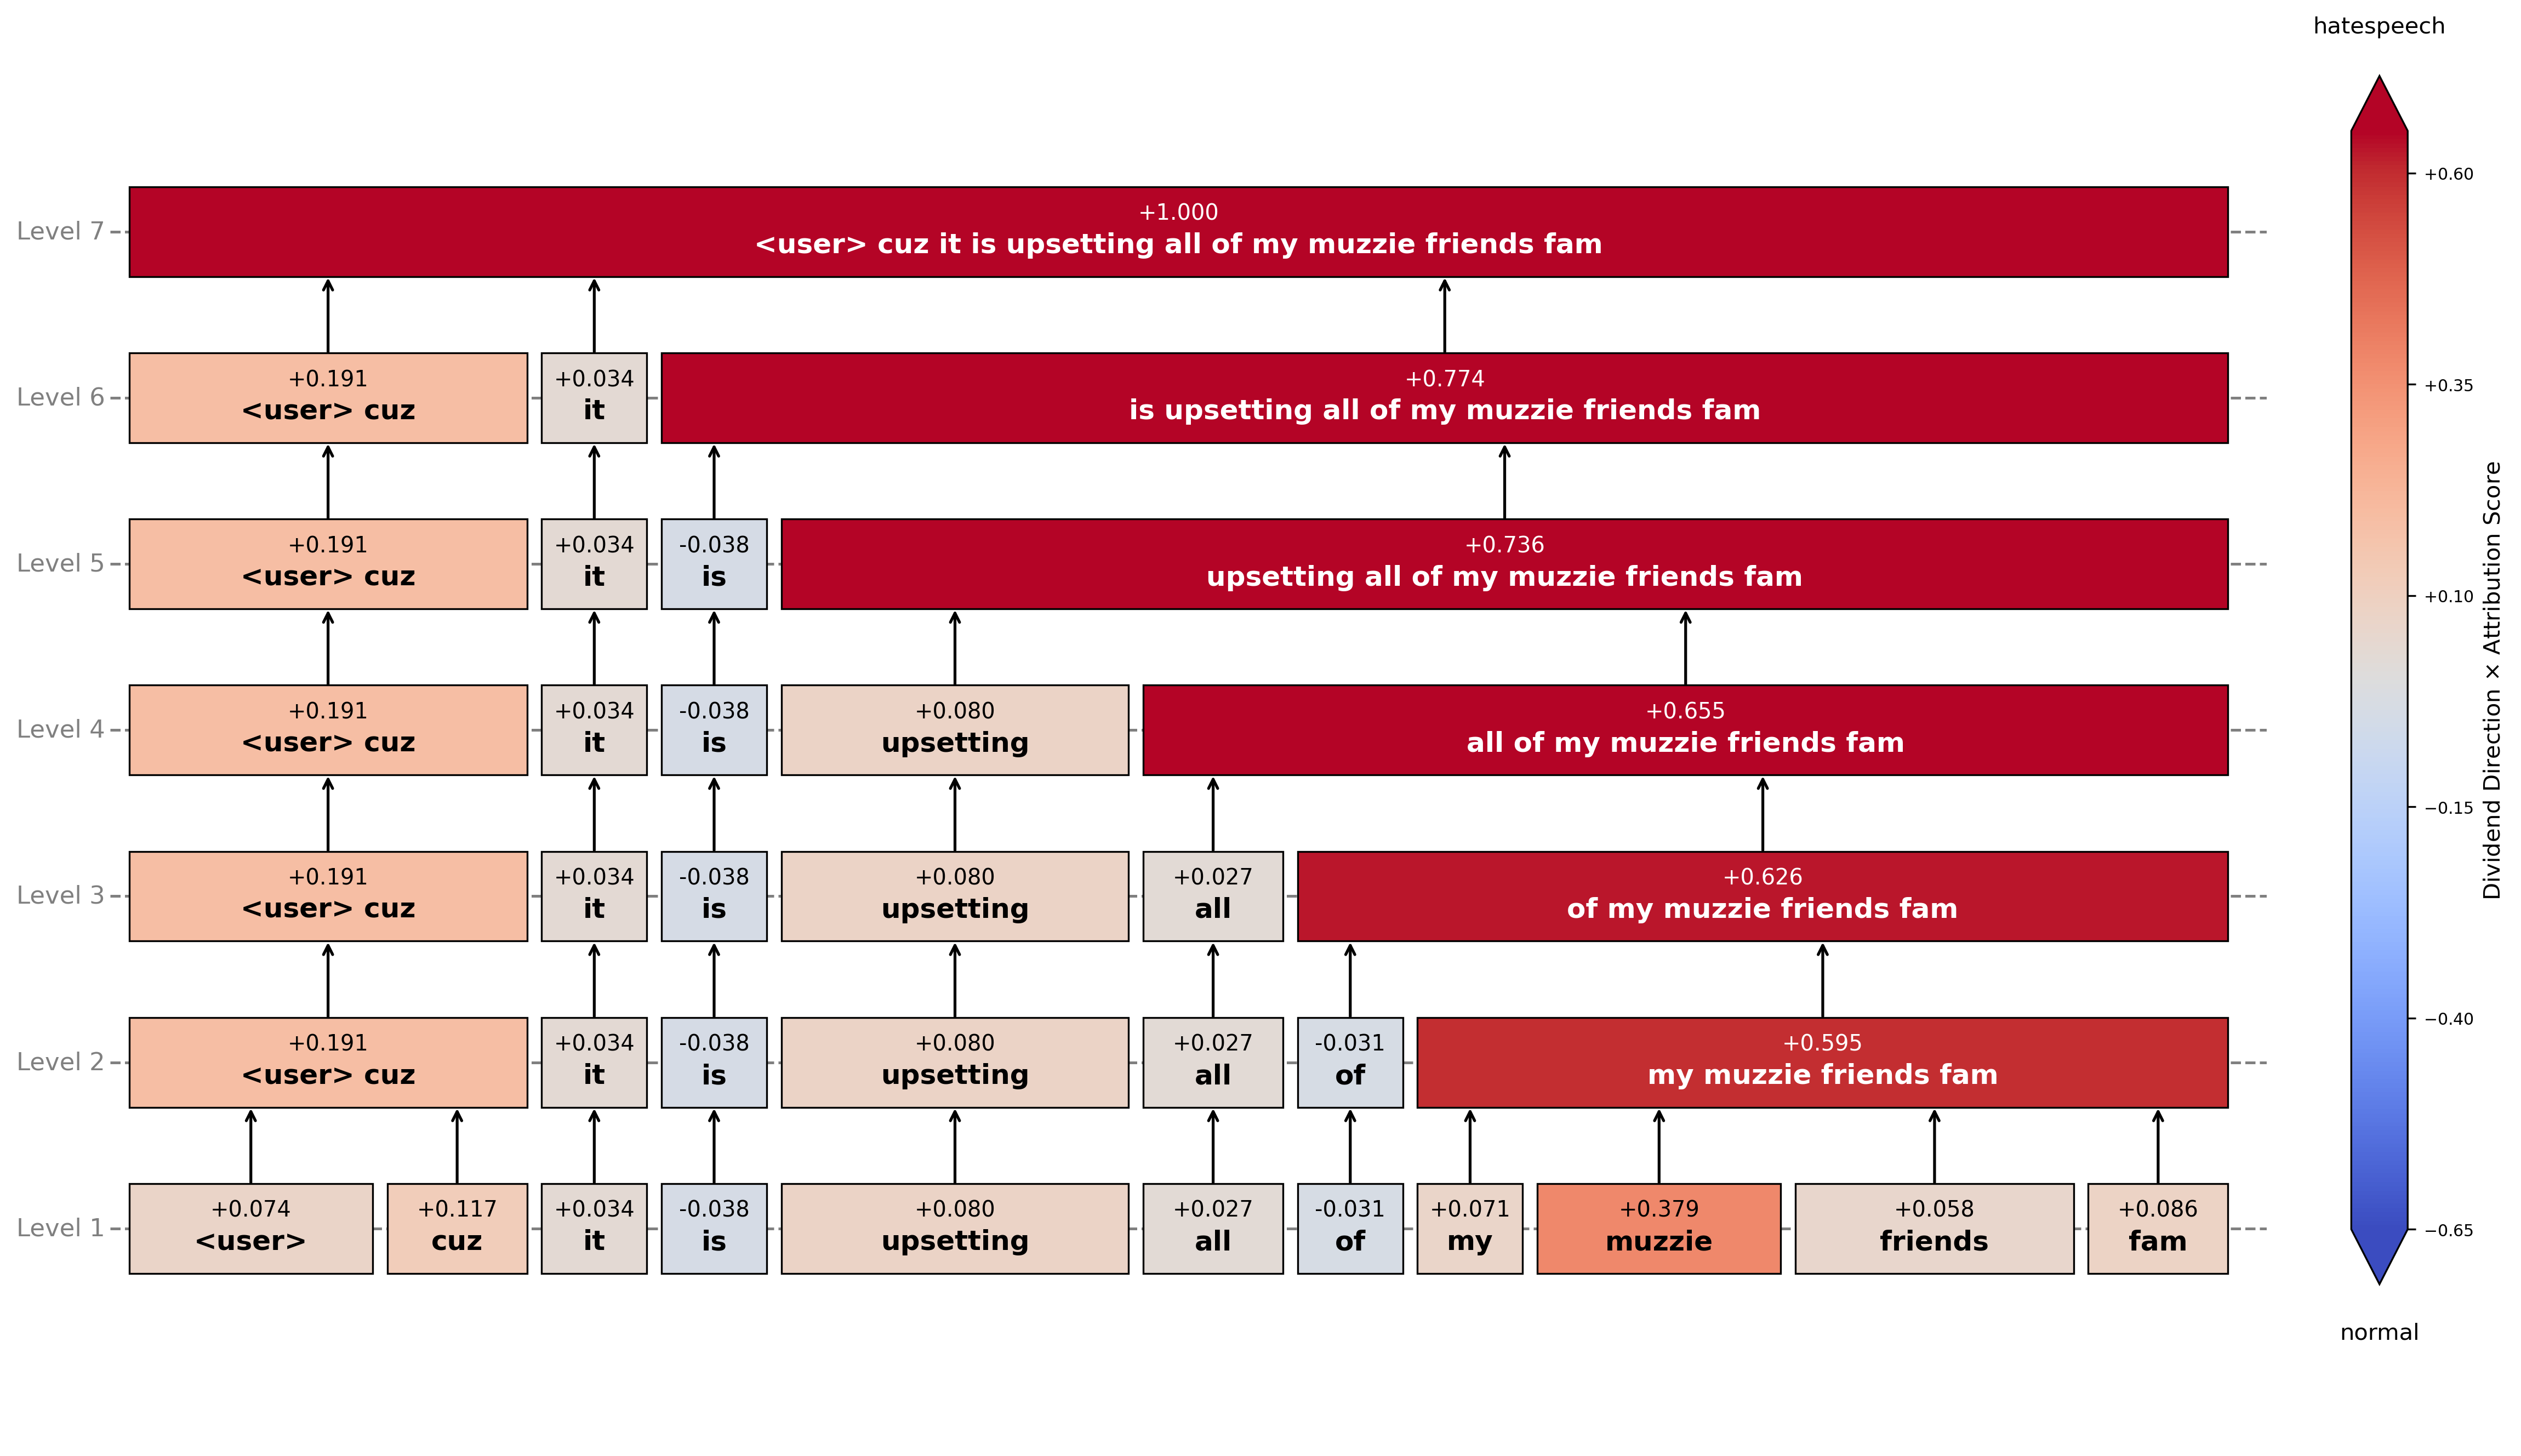 hatespeech
Level 7
+1.000
<user> cuz it is upsetting all of my muzzie friends fam
Level 6
+0.191
<user> cuz
+0.034
it
+0.774
is upsetting all of my muzzie friends fam
Level 5
+0.191
<user> cuz
+0.034
it
-0.038
is
+0.736
upsetting all of my muzzie friends fam
Level 4
+0.191
<user> cuz
+0.034
it
-0.038
is
+0.080
upsetting
+0.655
all of my muzzie friends fam
Level 3
+0.191
<user> cuz
+0.034
it
-0.038
is
+0.080
upsetting
+0.027
all
+0.626
of my muzzie friends fam
Level 2
+0.191
<user> cuz
+0.034
it
-0.038
is
+0.080
upsetting
+0.027
all
-0.031
of
+0.595
my muzzie friends fam
Level 1
+0.074
<user>
+0.117
cuz
+0.034
it
-0.038
is
+0.080
upsetting
+0.027
all
-0.031
of
+0.071
my
+0.379
muzzie
+0.058
friends
+0.086
fam
+0.60
+0.35
+0.10
−0.15
−0.40
−0.65
Dividend Direction × Attribution Score
normal